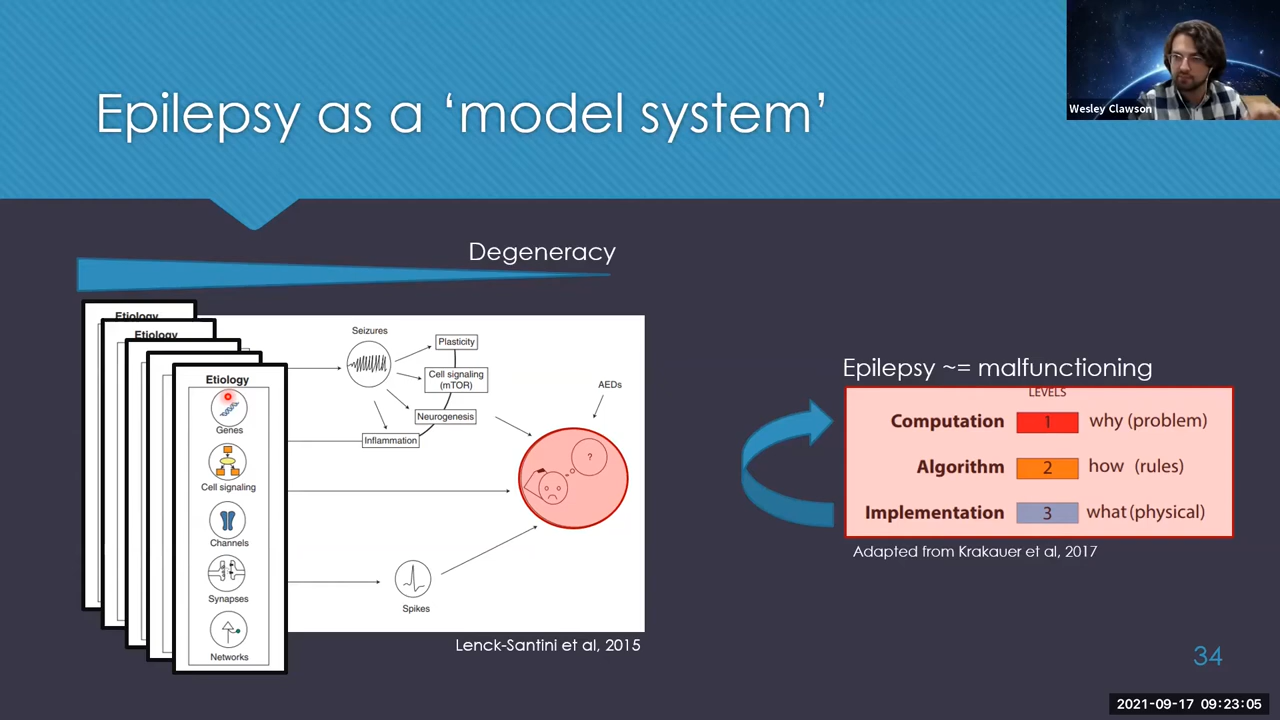 Epilepsy as a ‘model system’
Wesley Clawson
Degeneracy
Etiology
Etiology
Etiology
Genes
Cell signaling
Channels
Synapses
Networks
Seizures
Plasticity
Cell signaling
(mTOR)
Neurogenesis
Inflammation
AEDs
?
Spikes
Lenck-Santini et al, 2015
Epilepsy ~= malfunctioning
LEVELS
Computation 1 why (problem)
Algorithm 2 how (rules)
Implementation 3 what (physical)
Adapted from Krakauer et al, 2017
34
2021-09-17 09:23:05